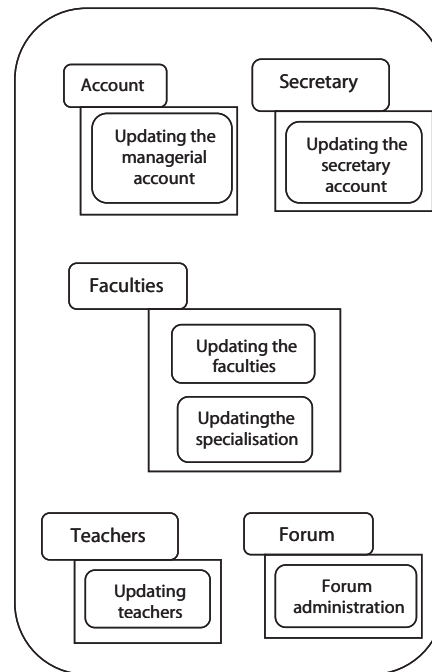 Account
Updating the
managerial
account
Secretary
Updating the
secretary
account
Faculties
Updating the
faculties
Updatingthe
specialisation
Teachers
Updating
teachers
Forum
Forum
administration